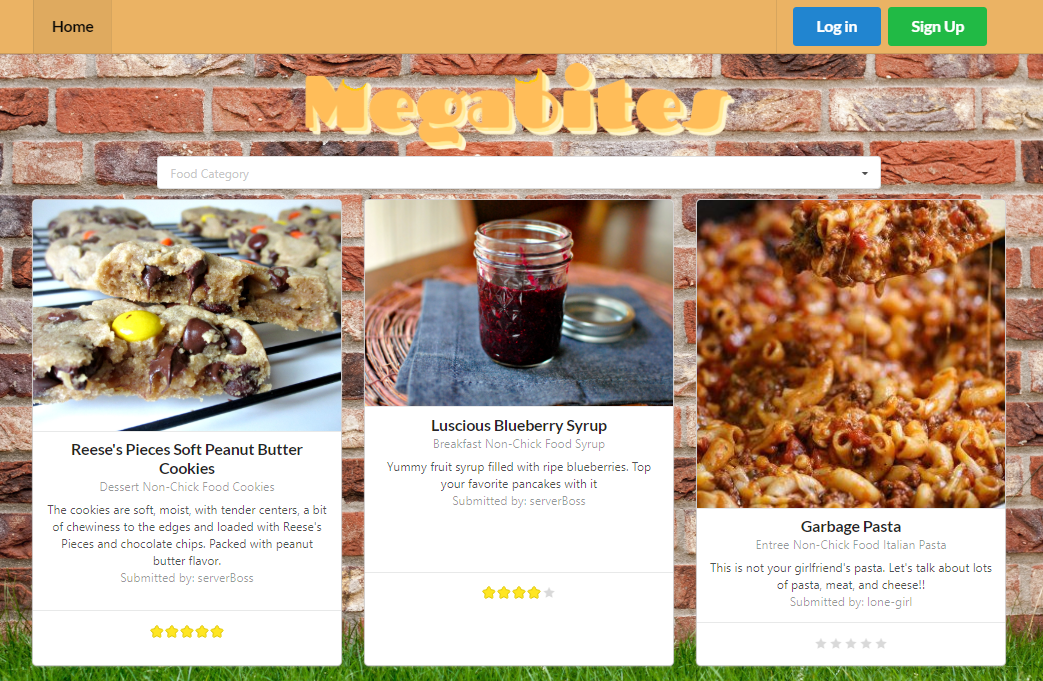 Home
Log in
Sign Up
Megabites
Food Category
Reese's Pieces Soft Peanut Butter
Cookies
Dessert Non-Chick Food Cookies
The cookies are soft, moist, with tender centers, a bit
of chewiness to the edges and loaded with Reese's
Pieces and chocolate chips. Packed with peanut
butter flavor.
Submitted by: serverBoss
Luscious Blueberry Syrup
Breakfast Non-Chick Food Syrup
Yummy fruit syrup filled with ripe blueberries. Top
your favorite pancakes with it
Submitted by: serverBoss
Garbage Pasta
Entree Non-Chick Food Italian Pasta
This is not your girlfriend's pasta. Let's talk about lots
of pasta, meat, and cheese!!
Submitted by: lone-girl